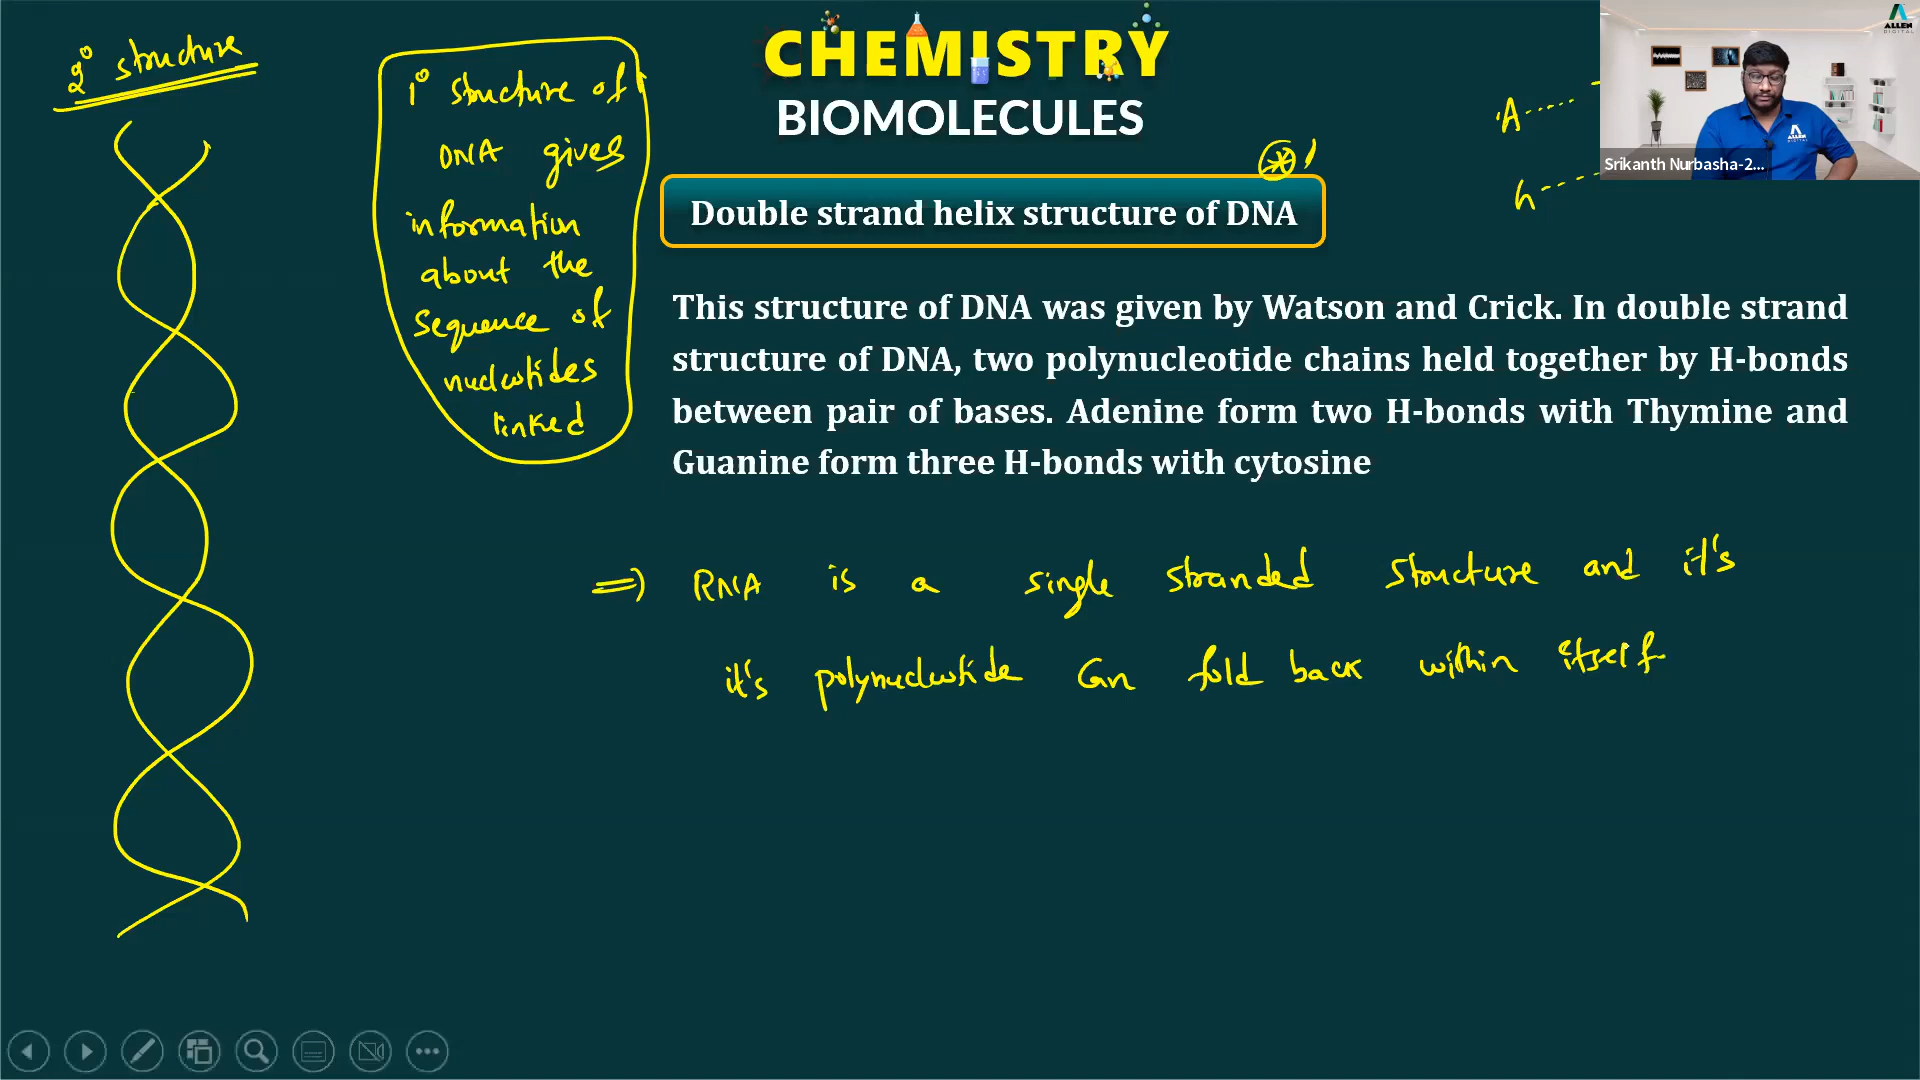 2° structure
1° structure of
DNA gives
information
about the
sequence of
nucleotides
linked
CHEMISTRY
BIOMOLECULES
Double strand helix structure of DNA
This structure of DNA was given by Watson and Crick. In double strand
structure of DNA, two polynucleotide chains held together by H-bonds
between pair of bases. Adenine form two H-bonds with Thymine and
Guanine form three H-bonds with cytosine
⇒ RNA is a single stranded structure and it's
it's polynucleotide can fold back within itself
A
G
ALLEN
DIGITAL
ALLEN
DIGITAL
Srikanth Nurbasha-2...